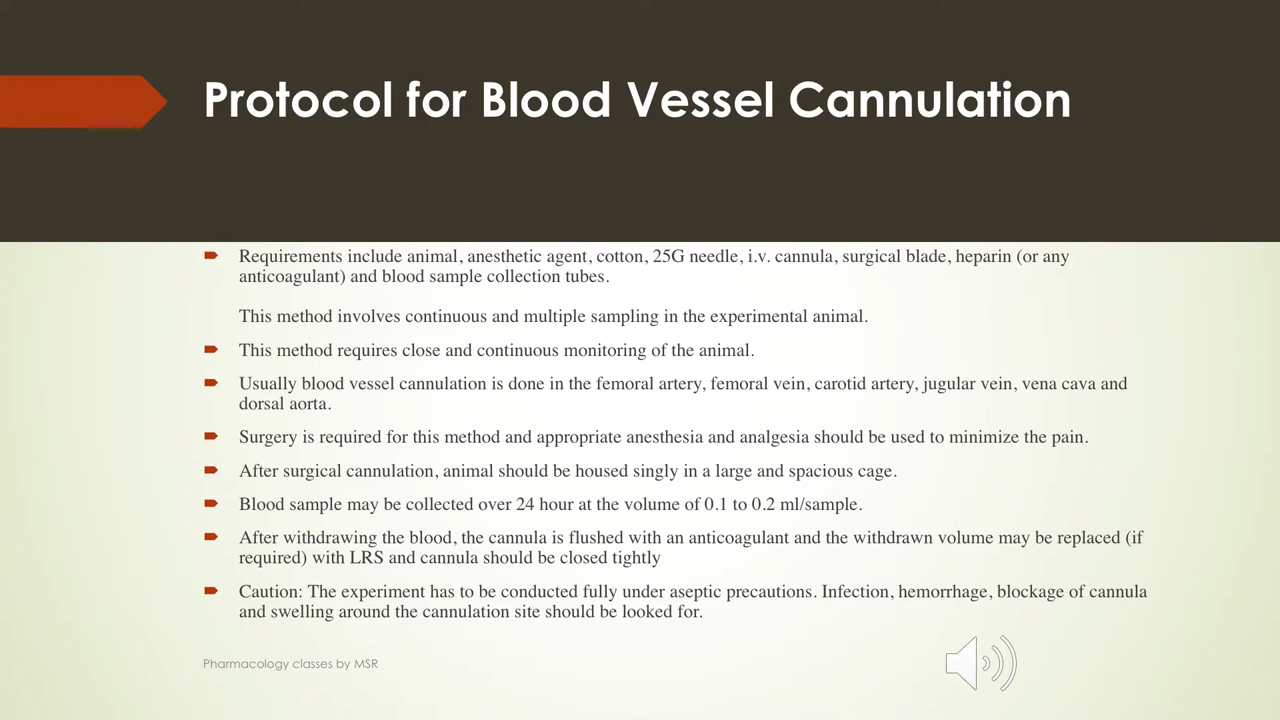 Protocol for Blood Vessel Cannulation
Requirements include animal, anesthetic agent, cotton, 25G needle, i.v. cannula, surgical blade, heparin (or any
anticoagulant) and blood sample collection tubes.
This method involves continuous and multiple sampling in the experimental animal.
This method requires close and continuous monitoring of the animal.
Usually blood vessel cannulation is done in the femoral artery, femoral vein, carotid artery, jugular vein, vena cava and
dorsal aorta.
Surgery is required for this method and appropriate anesthesia and analgesia should be used to minimize the pain.
After surgical cannulation, animal should be housed singly in a large and spacious cage.
Blood sample may be collected over 24 hour at the volume of 0.1 to 0.2 ml/sample.
After withdrawing the blood, the cannula is flushed with an anticoagulant and the withdrawn volume may be replaced (if
required) with LRS and cannula should be closed tightly
Caution: The experiment has to be conducted fully under aseptic precautions. Infection, hemorrhage, blockage of cannula
and swelling around the cannulation site should be looked for.
Pharmacology classes by MSR